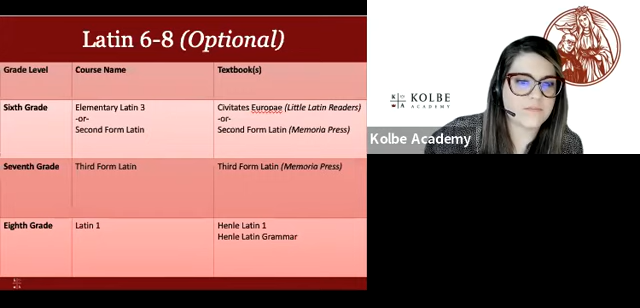 Latin 6-8 (Optional)
Grade Level Course Name Textbook(s)
Sixth Grade Elementary Latin 3 Civitates Europae (Little Latin Readers)
-or- -or-
Second Form Latin Second Form Latin (Memoria Press)
Seventh Grade Third Form Latin Third Form Latin (Memoria Press)
Eighth Grade Latin 1 Henle Latin 1
Henle Latin Grammar
K A
KOLBE
ACADEMY
Kolbe Academy